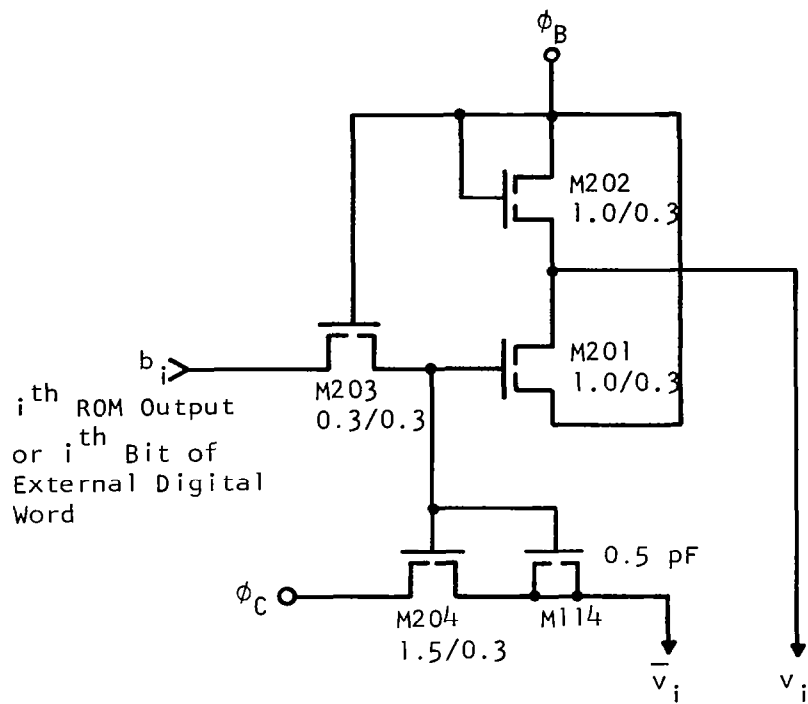 ϕB
M202
1.0/0.3
bi
M201
1.0/0.3
M203
0.3/0.3
ith ROM Output
or ith Bit of
External Digital
Word
0.5 pF
ϕC
M204
1.5/0.3
M114
v̅i
vi